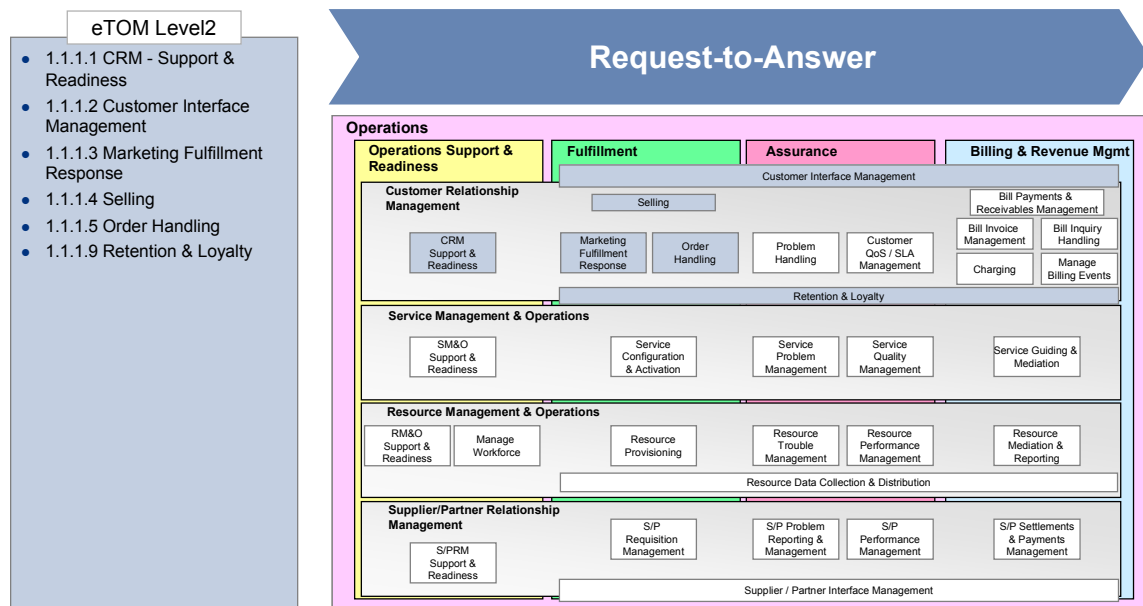 eTOM Level2
• 1.1.1.1 CRM - Support &
Readiness
• 1.1.1.2 Customer Interface
Management
• 1.1.1.3 Marketing Fulfillment
Response
• 1.1.1.4 Selling
• 1.1.1.5 Order Handling
• 1.1.1.9 Retention & Loyalty
Request-to-Answer
Operations
Operations Support &
Readiness
Fulfillment
Assurance
Billing & Revenue Mgmt
Customer Interface Management
Customer Relationship
Management
Selling
Bill Payments &
Receivables Management
CRM
Support &
Readiness
Marketing
Fulfillment
Response
Order
Handling
Problem
Handling
Customer
QoS / SLA
Management
Bill Invoice
Management
Bill Inquiry
Handling
Charging
Manage
Billing Events
Retention & Loyalty
Service Management & Operations
SM&O
Support &
Readiness
Service
Configuration
& Activation
Service
Problem
Management
Service
Quality
Management
Service Guiding &
Mediation
Resource Management & Operations
RM&O
Support &
Readiness
Manage
Workforce
Resource
Provisioning
Resource
Trouble
Management
Resource
Performance
Management
Resource
Mediation
& Reporting
Resource Data Collection & Distribution
Supplier/Partner Relationship
Management
S/PRM
Support &
Readiness
S/P
Requisition
Management
S/P Problem
Reporting &
Management
S/P
Performance
Management
S/P Settlements
& Payments
Management
Supplier / Partner Interface Management